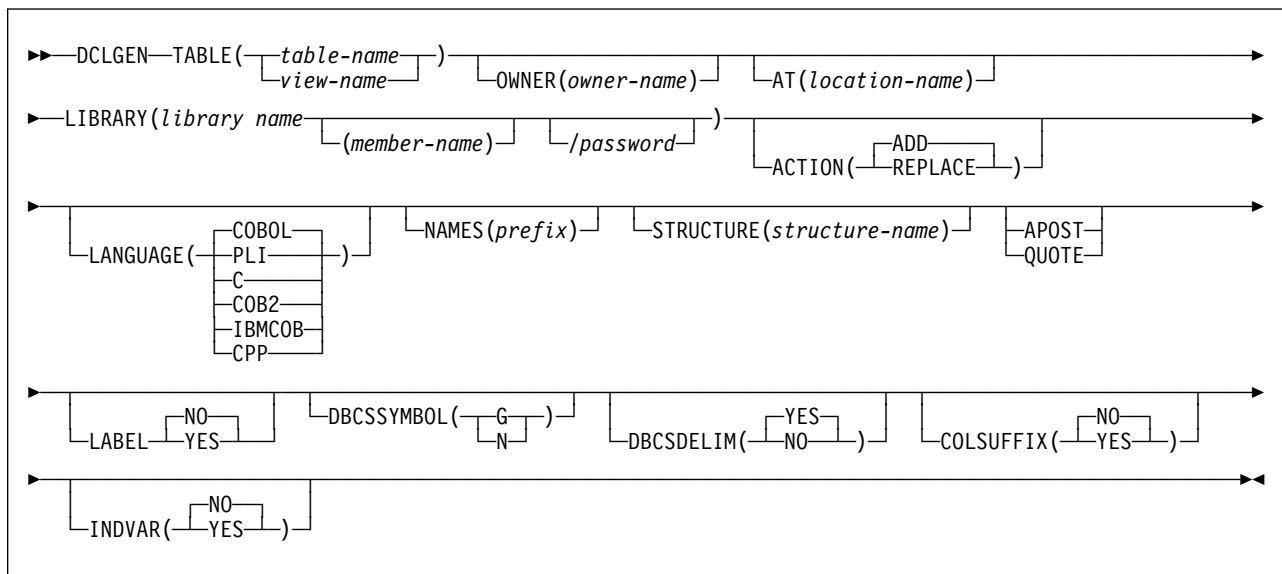 DCLGEN TABLE( table-name )
view-name OWNER(owner-name) AT(location-name)
LIBRARY(library name )
(member-name) /password ADD
ACTION( REPLACE )
COBOL NAMES(prefix) STRUCTURE(structure-name) APOST
LANGUAGE( PLI ) QUOTE
C
COB2
IBMCOB
CPP
NO DBCSSYMBOL( G ) YES NO
LABEL YES N DBCSDELIM( NO ) COLSUFFIX( YES )
NO
INDVAR( YES )